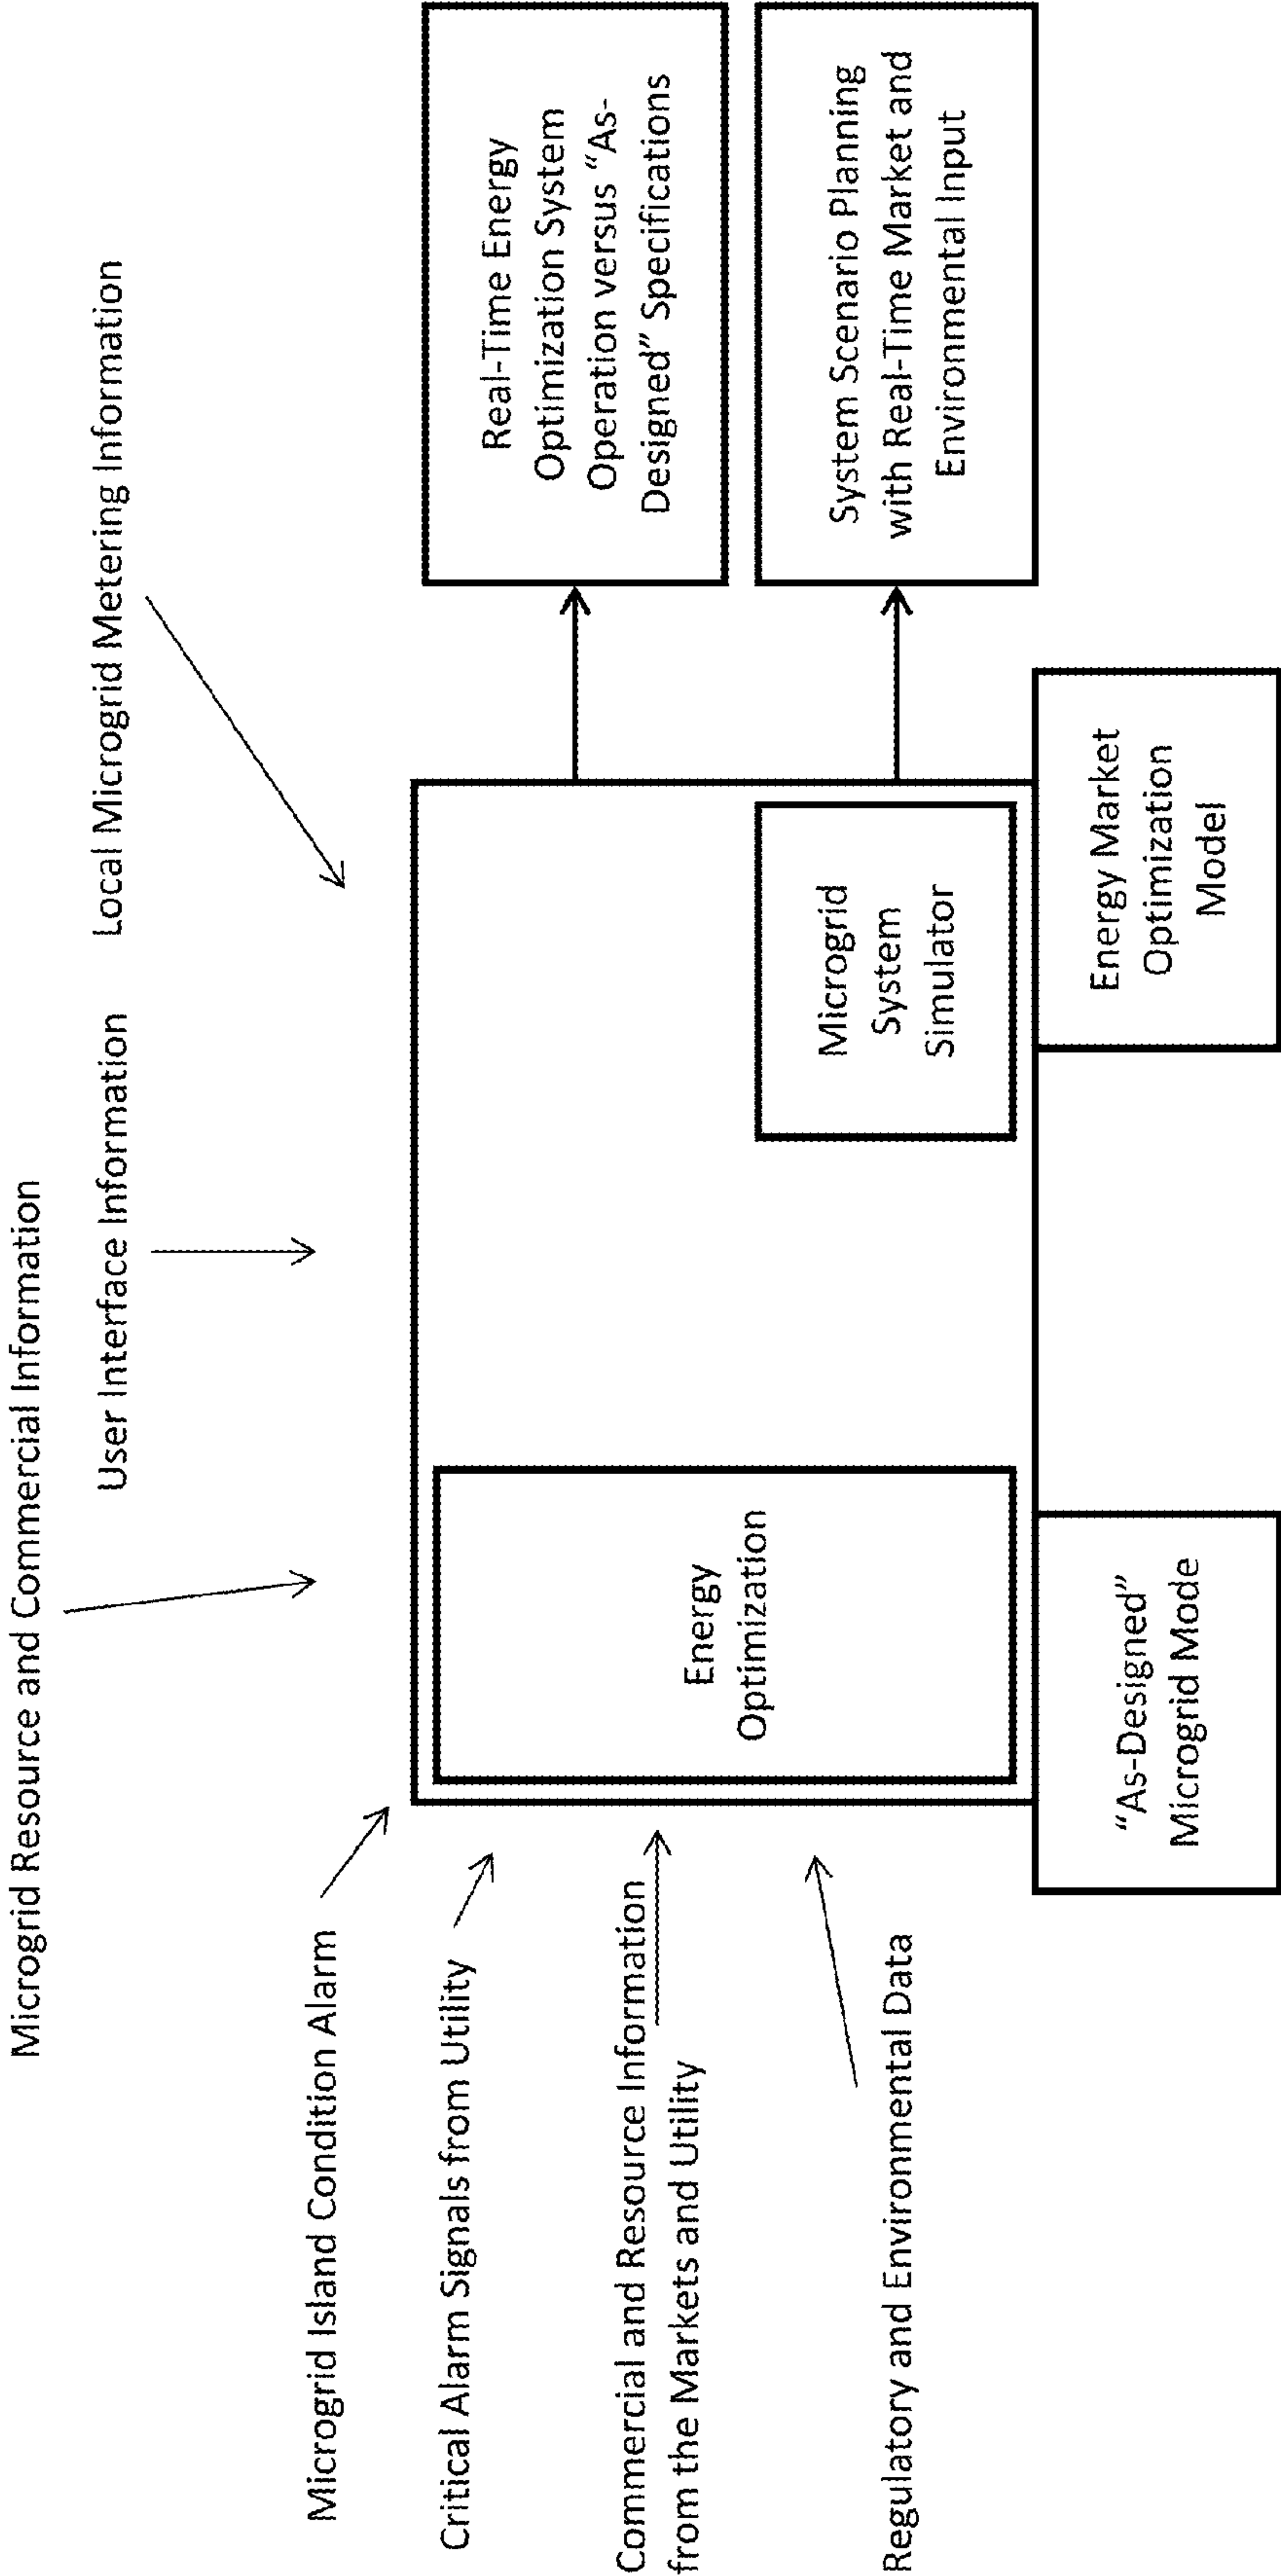 Microgrid Resource and Commercial Information
User Interface Information
Local Microgrid Metering Information
Microgrid Island Condition Alarm
Critical Alarm Signals from Utility
Commercial and Resource Information
from the Markets and Utility
Regulatory and Environmental Data
Energy
Optimization
Microgrid
System
Simulator
Real-Time Energy
Optimization System
Operation versus “As-
Designed” Specifications
System Scenario Planning
with Real-Time Market and
Environmental Input
“As-Designed”
Microgrid Mode
Energy Market
Optimization
Model